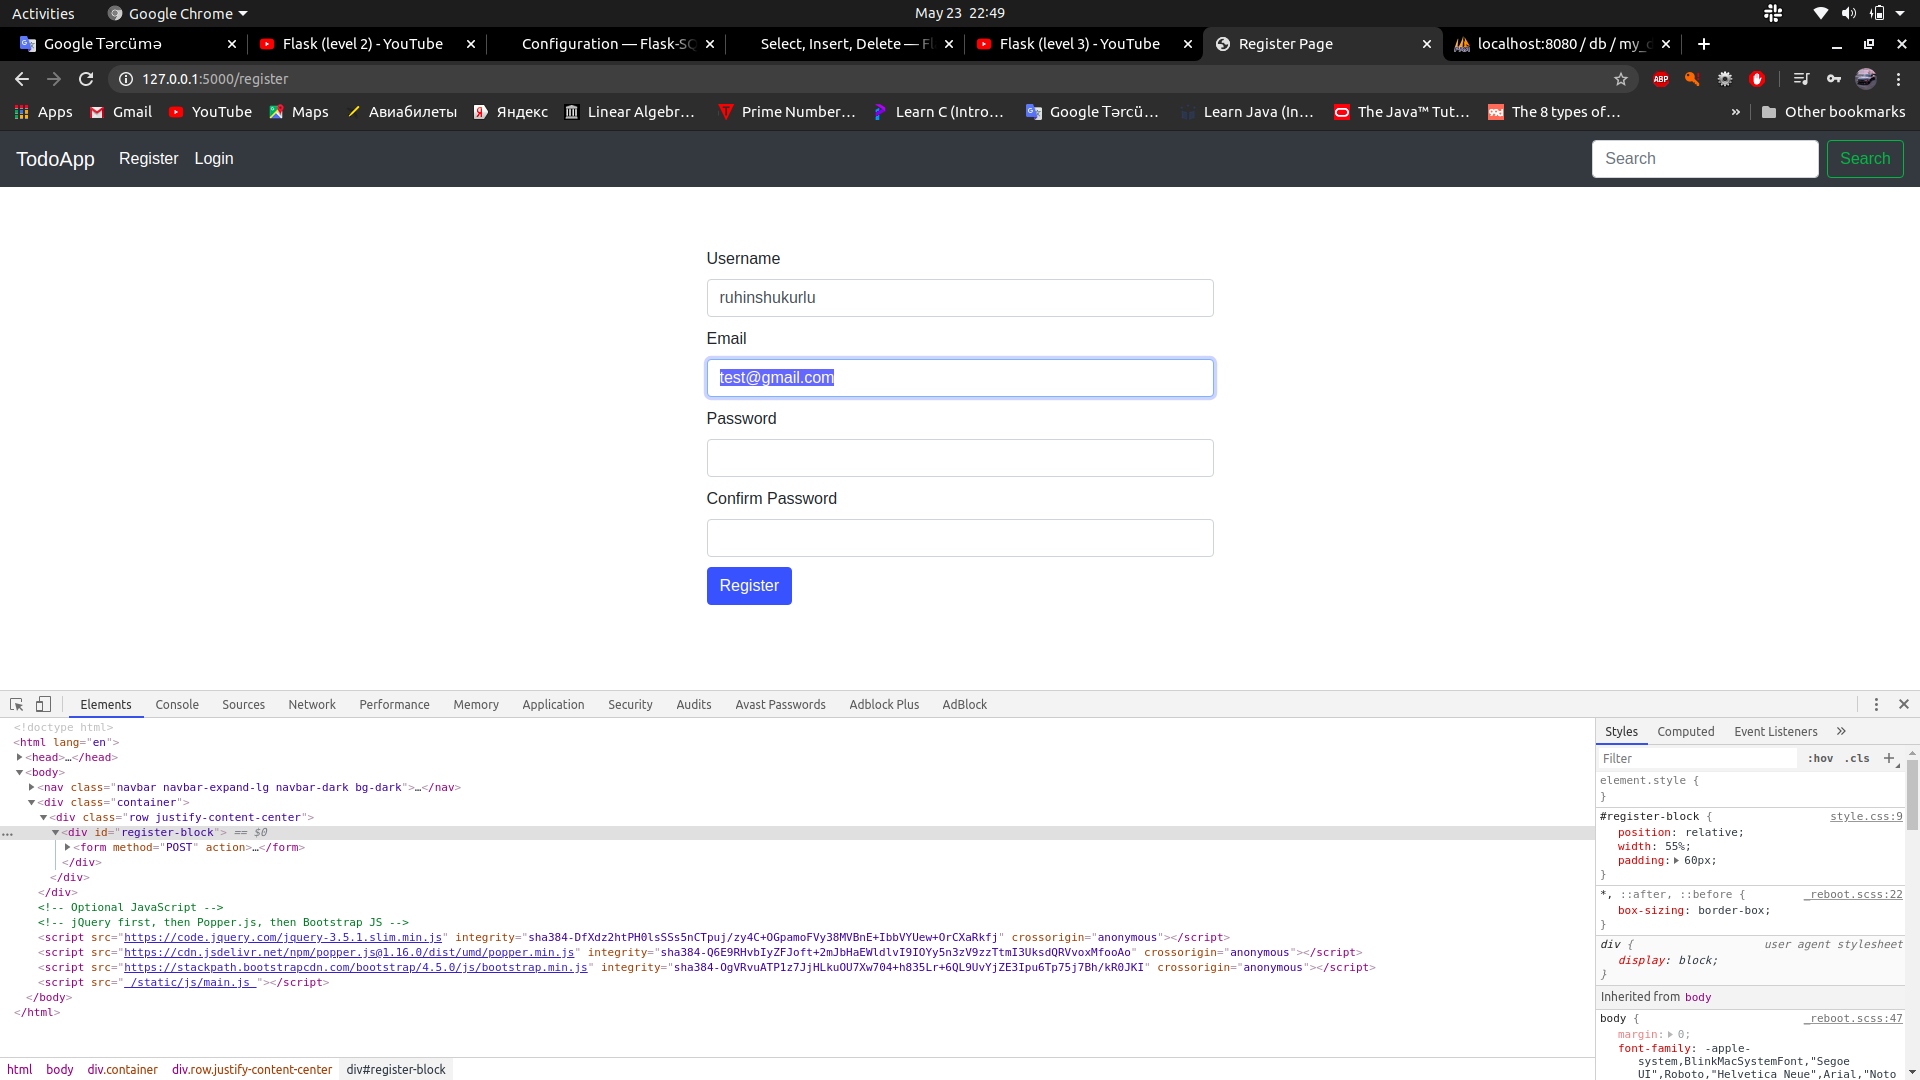 Activities Google Chrome May 23 22:49
Google Tərcümə Flask (level 2) - YouTube Configuration — Flask-SQ Select, Insert, Delete — Fl Flask (level 3) - YouTube Register Page localhost:8080 / db / my_
127.0.0.1:5000/register ABP
Apps Gmail YouTube Maps Авиабилеты Яндекс Linear Algebr… Prime Number… Learn C (Intro… Google Tərcü… Learn Java (In… The Java™ Tut… The 8 types of… » Other bookmarks
TodoApp Register Login Search Search
Username
ruhinshukurlu
Email
test@gmail.com
Password
Confirm Password
Register
Elements Console Sources Network Performance Memory Application Security Audits Avast Passwords Adblock Plus AdBlock
<!doctype html>
<html lang="en">
<head>…</head>
<body>
<nav class="navbar navbar-expand-lg navbar-dark bg-dark">…</nav>
<div class="container">
<div class="row justify-content-center">
<div id="register-block"> == $0
<form method="POST" action>…</form>
</div>
</div>
</div>
<!-- Optional JavaScript -->
<!-- jQuery first, then Popper.js, then Bootstrap JS -->
<script src="https://code.jquery.com/jquery-3.5.1.slim.min.js" integrity="sha384-DfXdz2htPH0lsSSs5nCTpuj/zy4C+OGpamoFVy38MVBnE+IbbVYUew+OrCXaRkfj" crossorigin="anonymous"></script>
<script src="https://cdn.jsdelivr.net/npm/popper.js@1.16.0/dist/umd/popper.min.js" integrity="sha384-Q6E9RHvbIyZFJoft+2mJbHaEWldlvI9IOYy5n3zV9zzTtmI3UksdQRVvoxMfooAo" crossorigin="anonymous"></script>
<script src="https://stackpath.bootstrapcdn.com/bootstrap/4.5.0/js/bootstrap.min.js" integrity="sha384-OgVRvuATP1z7JjHLkuOU7Xw704+h835Lr+6QL9UvYjZE3Ipu6Tp75j7Bh/kR0JKI" crossorigin="anonymous"></script>
<script src=" /static/js/main.js "></script>
</body>
</html>
html body div.container div.row.justify-content-center div#register-block
Styles Computed Event Listeners »
Filter :hov .cls +
element.style {
}
#register-block { style.css:9
position: relative;
width: 55%;
padding: 60px;
}
*, ::after, ::before { _reboot.scss:22
box-sizing: border-box;
}
div { user agent stylesheet
display: block;
}
Inherited from body
body { _reboot.scss:47
margin: 0;
font-family: -apple-
system,BlinkMacSystemFont,"Segoe
UI",Roboto,"Helvetica Neue",Arial,"Noto